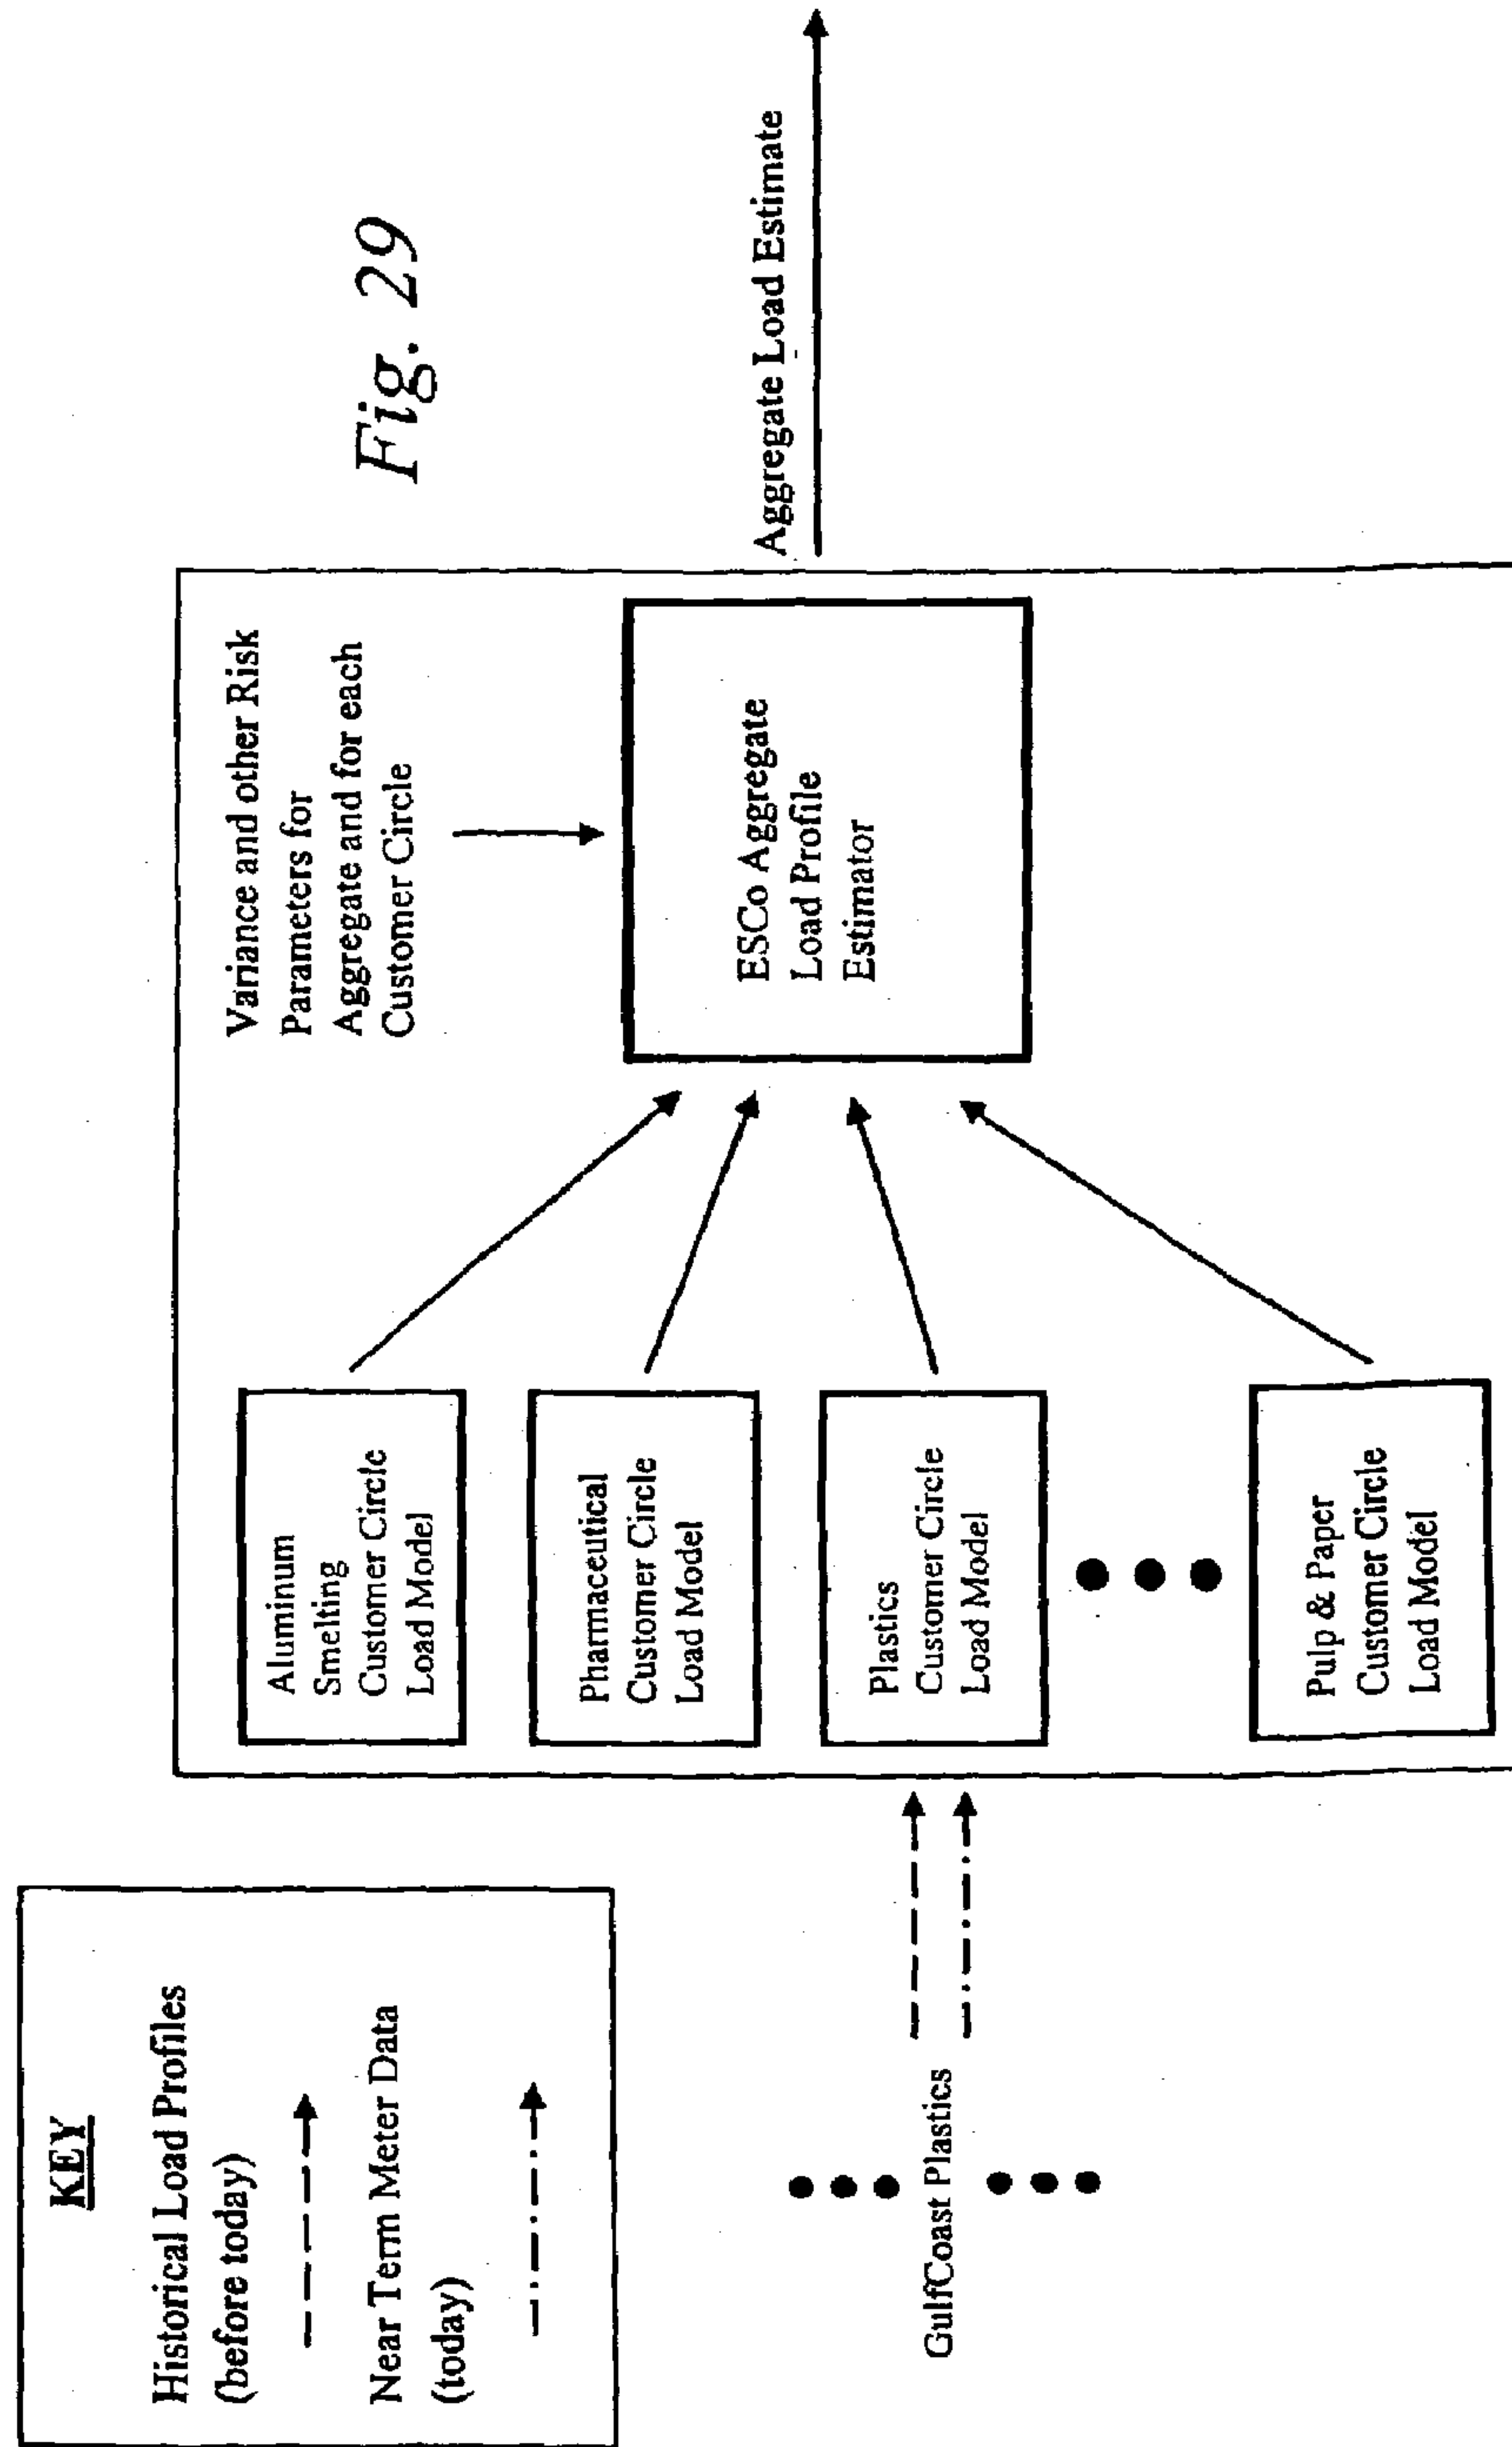 KEY
Historical Load Profiles
(before today)
Near Term Meter Data
(today)
GulfCoast Plastics
Aluminum
Smelting
Customer Circle
Load Model
Pharmaceutical
Customer Circle
Load Model
Plastics
Customer Circle
Load Model
Pulp & Paper
Customer Circle
Load Model
Variance and other Risk
Parameters for
Aggregate and for each
Customer Circle
ESCo Aggregate
Load Profile
Estimator
Aggregate Load Estimate
Fig. 29